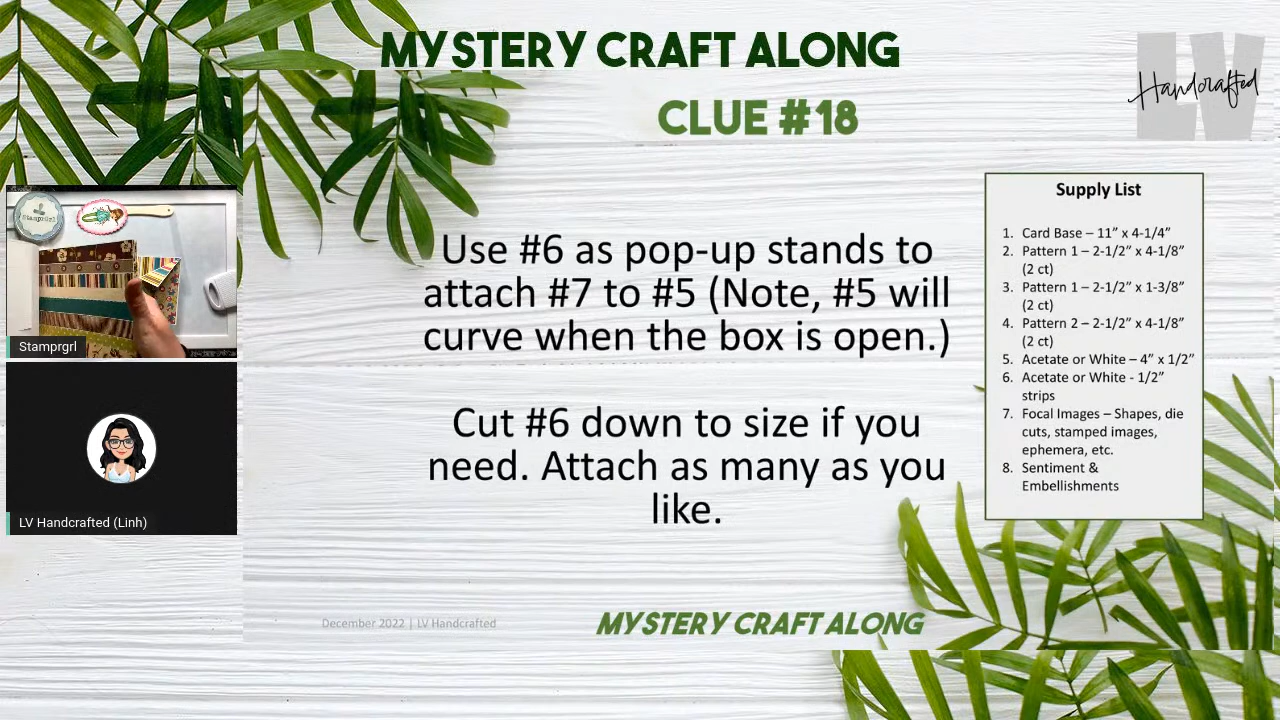 MYSTERY CRAFT ALONG
Handcrafted
LV
CLUE #18
Use #6 as pop-up stands to
attach #7 to #5 (Note, #5 will
curve when the box is open.)
Cut #6 down to size if you
need. Attach as many as you
like.
Supply List
1. Card Base – 11” x 4-1/4”
2. Pattern 1 – 2-1/2” x 4-1/8”
(2 ct)
3. Pattern 1 – 2-1/2” x 1-3/8”
(2 ct)
4. Pattern 2 – 2-1/2” x 4-1/8”
(2 ct)
5. Acetate or White – 4” x 1/2”
6. Acetate or White - 1/2”
strips
7. Focal Images – Shapes, die
cuts, stamped images,
ephemera, etc.
8. Sentiment &
Embellishments
StamprGrl
Stamprgrl
LV Handcrafted (Linh)
December 2022 | LV Handcrafted
MYSTERY CRAFT ALONG